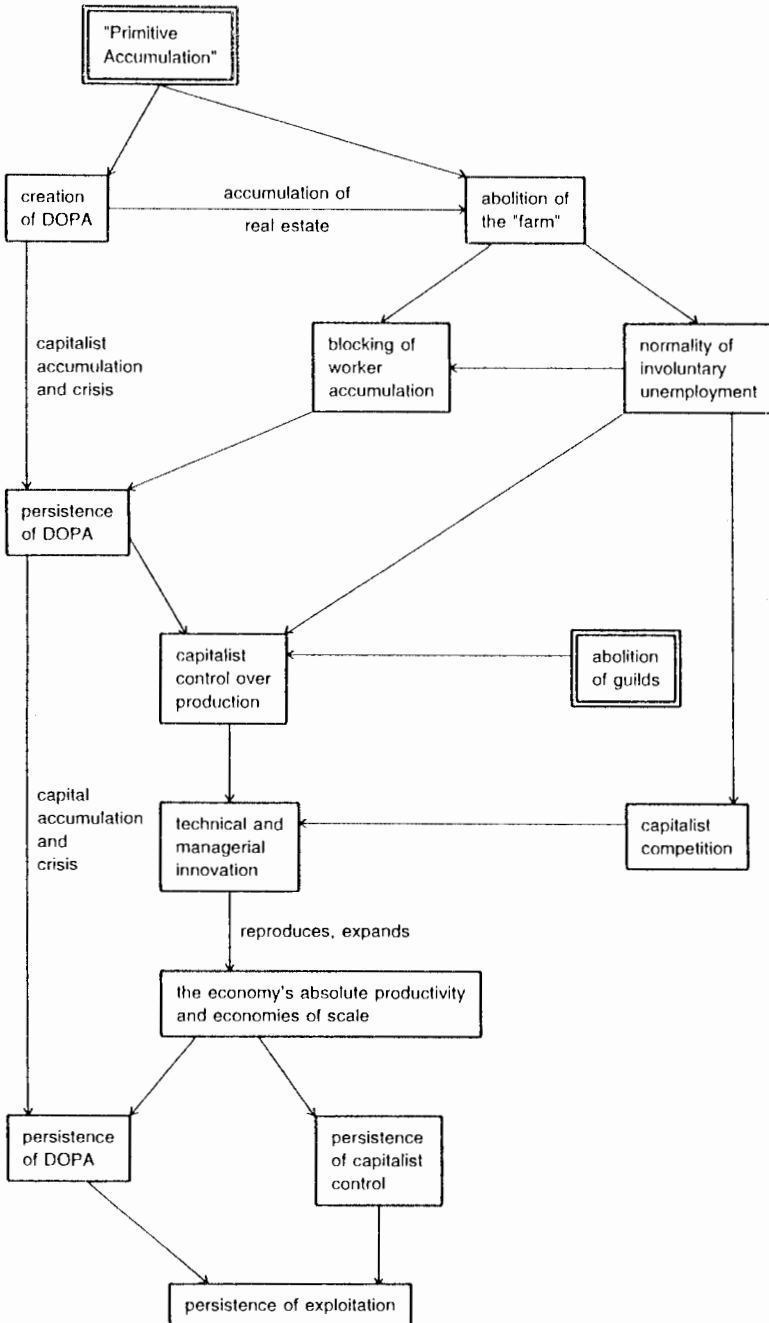 "Primitive
Accumulation"
creation
of DOPA
accumulation of
real estate
abolition of
the "farm"
capitalist
accumulation
and crisis
blocking of
worker
accumulation
normality of
involuntary
unemployment
persistence
of DOPA
capitalist
control over
production
abolition
of guilds
capital
accumulation
and
crisis
technical and
managerial
innovation
capitalist
competition
reproduces, expands
the economy's absolute productivity
and economies of scale
persistence
of DOPA
persistence
of capitalist
control
persistence of exploitation